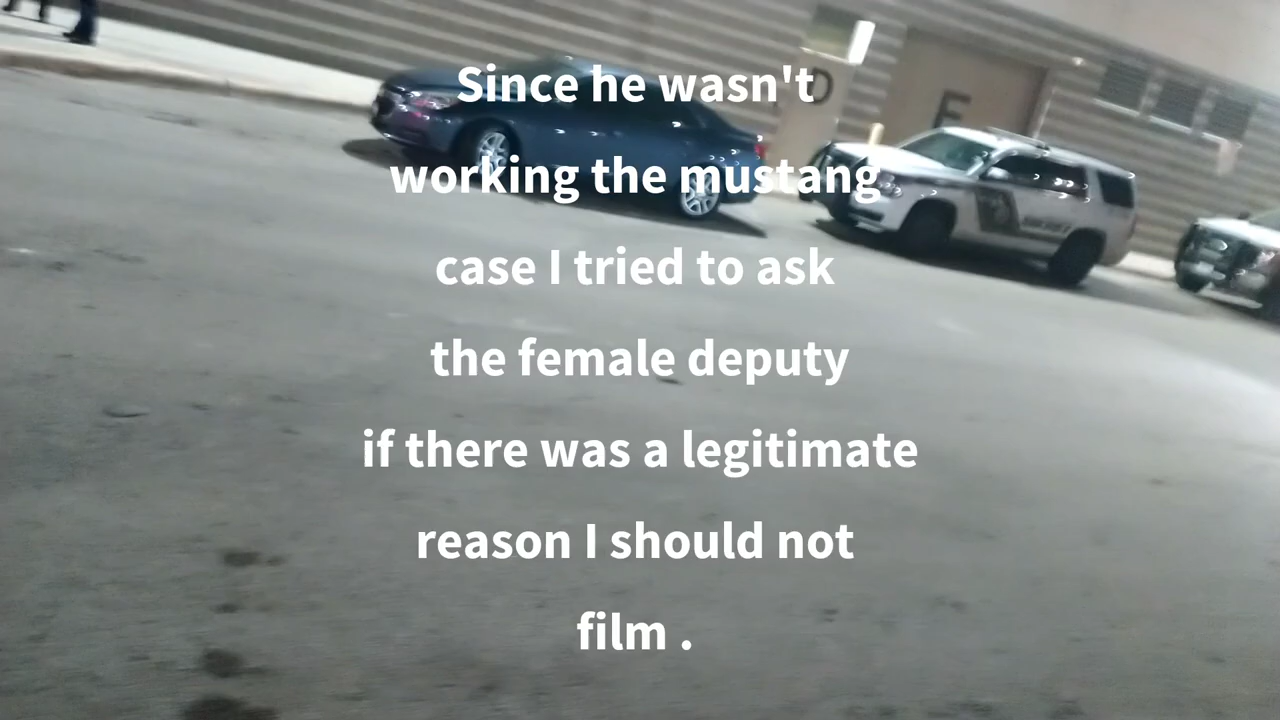 Since he wasn't
working the mustang
case I tried to ask
the female deputy
if there was a legitimate
reason I should not
film .
D
E